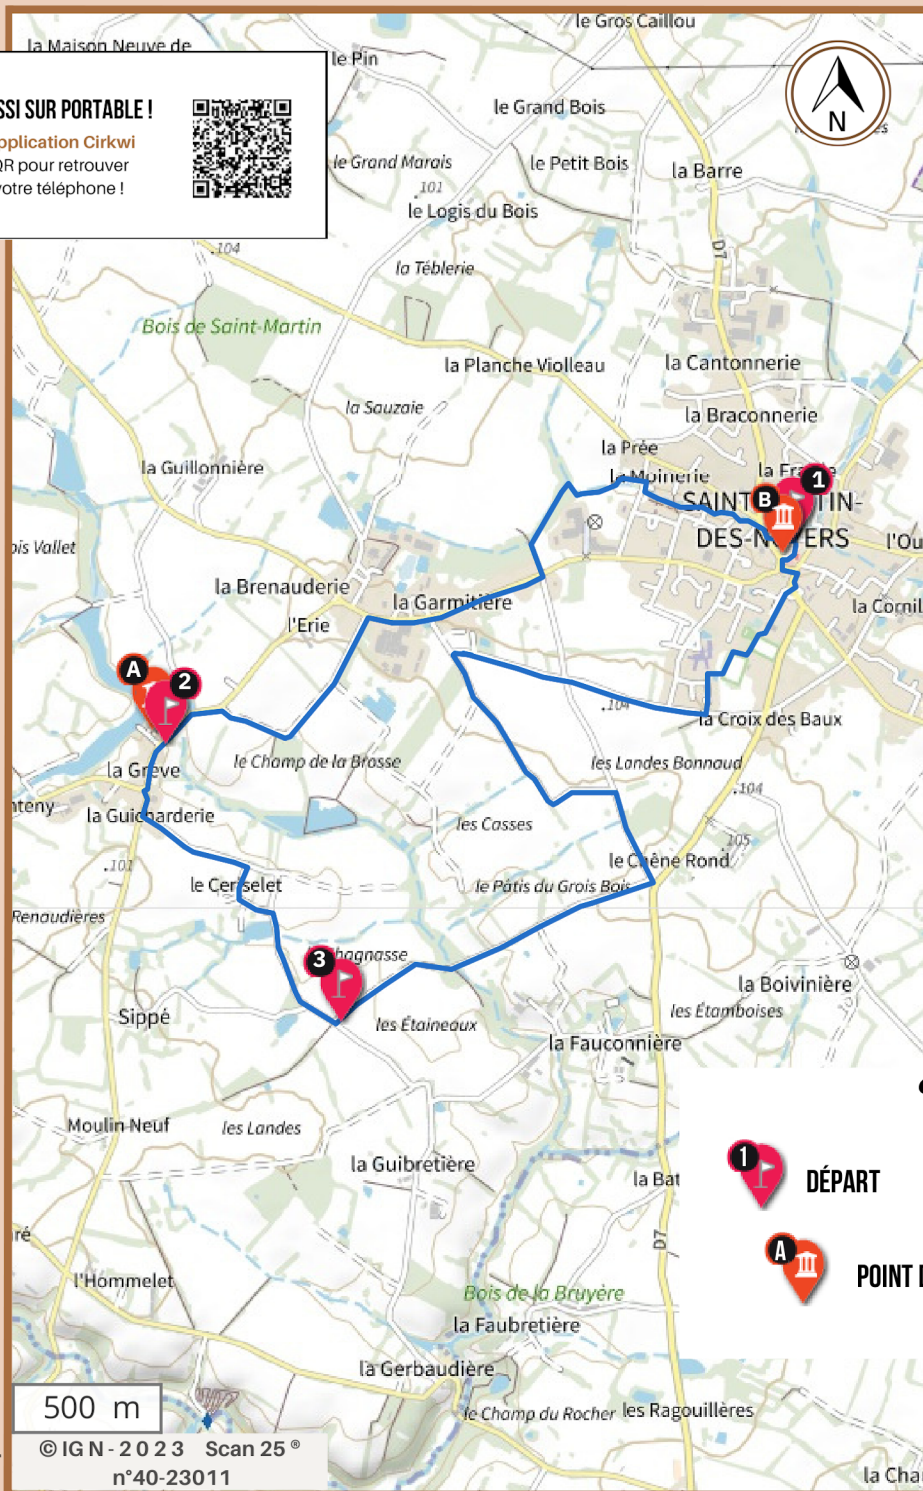 le Gros Caillou
la Maison Neuve de
le Pin
SSI SUR PORTABLE !
pplication Cirkwi
QR pour retrouver
votre téléphone !
N
le Grand Bois
le Grand Marais
le Petit Bois
la Barre
101
le Logis du Bois
104
D7
la Téblerie
Bois de Saint-Martin
la Planche Violleau
la Cantonnerie
la Sauzaie
la Braconnerie
la Prée
la Guillonnière
la Moinerie
1
B
SAINT
TIN-
DES-NOYERS
l'Ou
ois Vallet
la Brenauderie
la Garmitière
la Cornil
l'Erie
A
2
104
la Croix des Baux
la Grève
le Champ de la Brosse
les Landes Bonnaud
nteny
104
la Guicharderie
les Casses
105
101
le Chêne Rond
le Ceriselet
le Pâtis du Grois Bois
Renaudières
hagnasse
3
la Boivinière
Sippé
les Étaineaux
les Étamboises
la Fauconnière
Moulin Neuf
les Landes
la Guibretière
1
DÉPART
la Bat
D7
ré
A
POINT
l'Hommelet
Bois de la Bruyère
la Faubretière
la Gerbaudière
500 m
le Champ du Rocher
les Ragouillères
© IGN-2023 Scan 25 ®
n°40-23011
la Cha